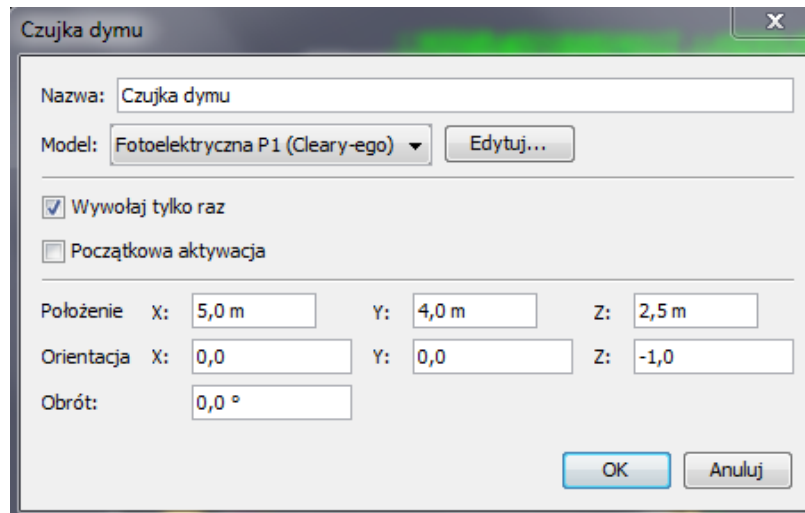 Czujka dymu
X
Nazwa: Czujka dymu
Model: Fotoelektryczna P1 (Cleary-ego) Edytuj...
Wywołaj tylko raz
Początkowa aktywacja
Położenie X: 5,0 m Y: 4,0 m Z: 2,5 m
Orientacja X: 0,0 Y: 0,0 Z: -1,0
Obrót: 0,0 °
OK Anuluj